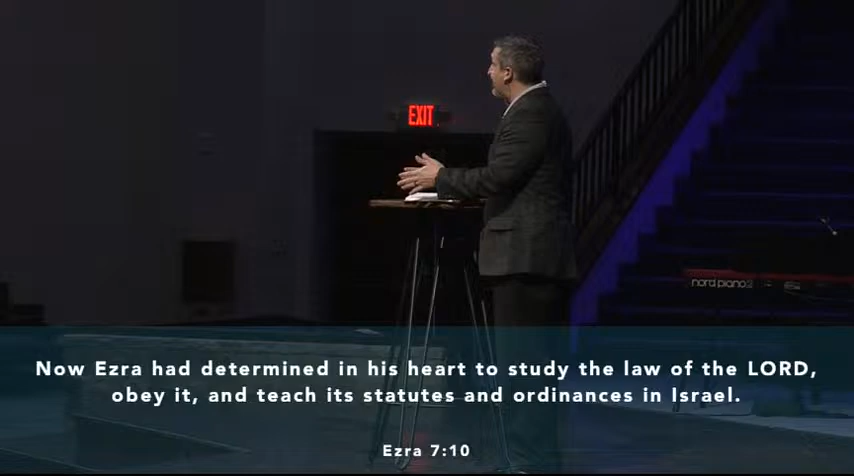 EXIT
nord piano 2
Now Ezra had determined in his heart to study the law of the LORD,
obey it, and teach its statutes and ordinances in Israel.
Ezra 7:10